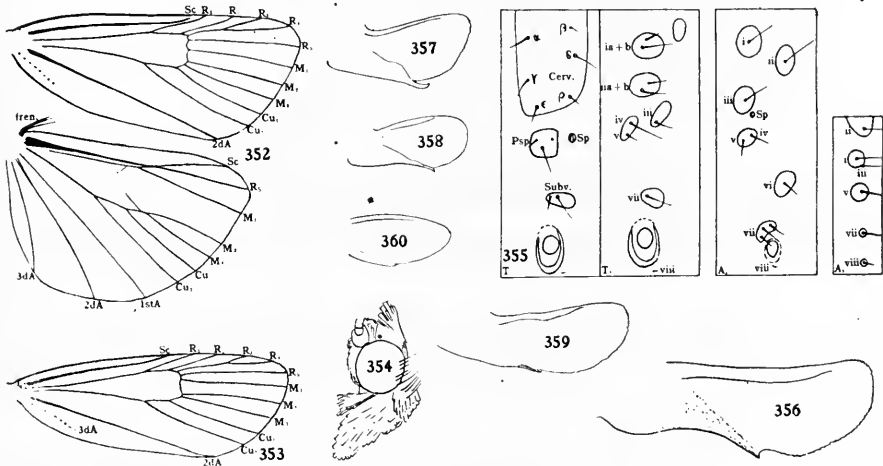 Sc R₁ R R₄ R₅
M₁
M₂
M₃
Cu₁
Cu₂
2dA
352
fren.
Sc
R₅
M₁
M₂
M₃
Cu
Cu₂
1stA
2dA
3dA
Sc R₁ R₃ R₄ R₅
M₁
M₂
M₃
Cu₁
Cu₂
2dA
3dA
353
357
358
360
354
α β
δ
Cerv.
γ
ρ
ε
Psp. Sp
Subv.
355
T
ia + b
iia + b
iii
iv
v
vii
viii
T
i
ii
iii
Sp
iv
v
vi
vii
viii
A
ii
i
iii
v
vii
viii
A
359
356